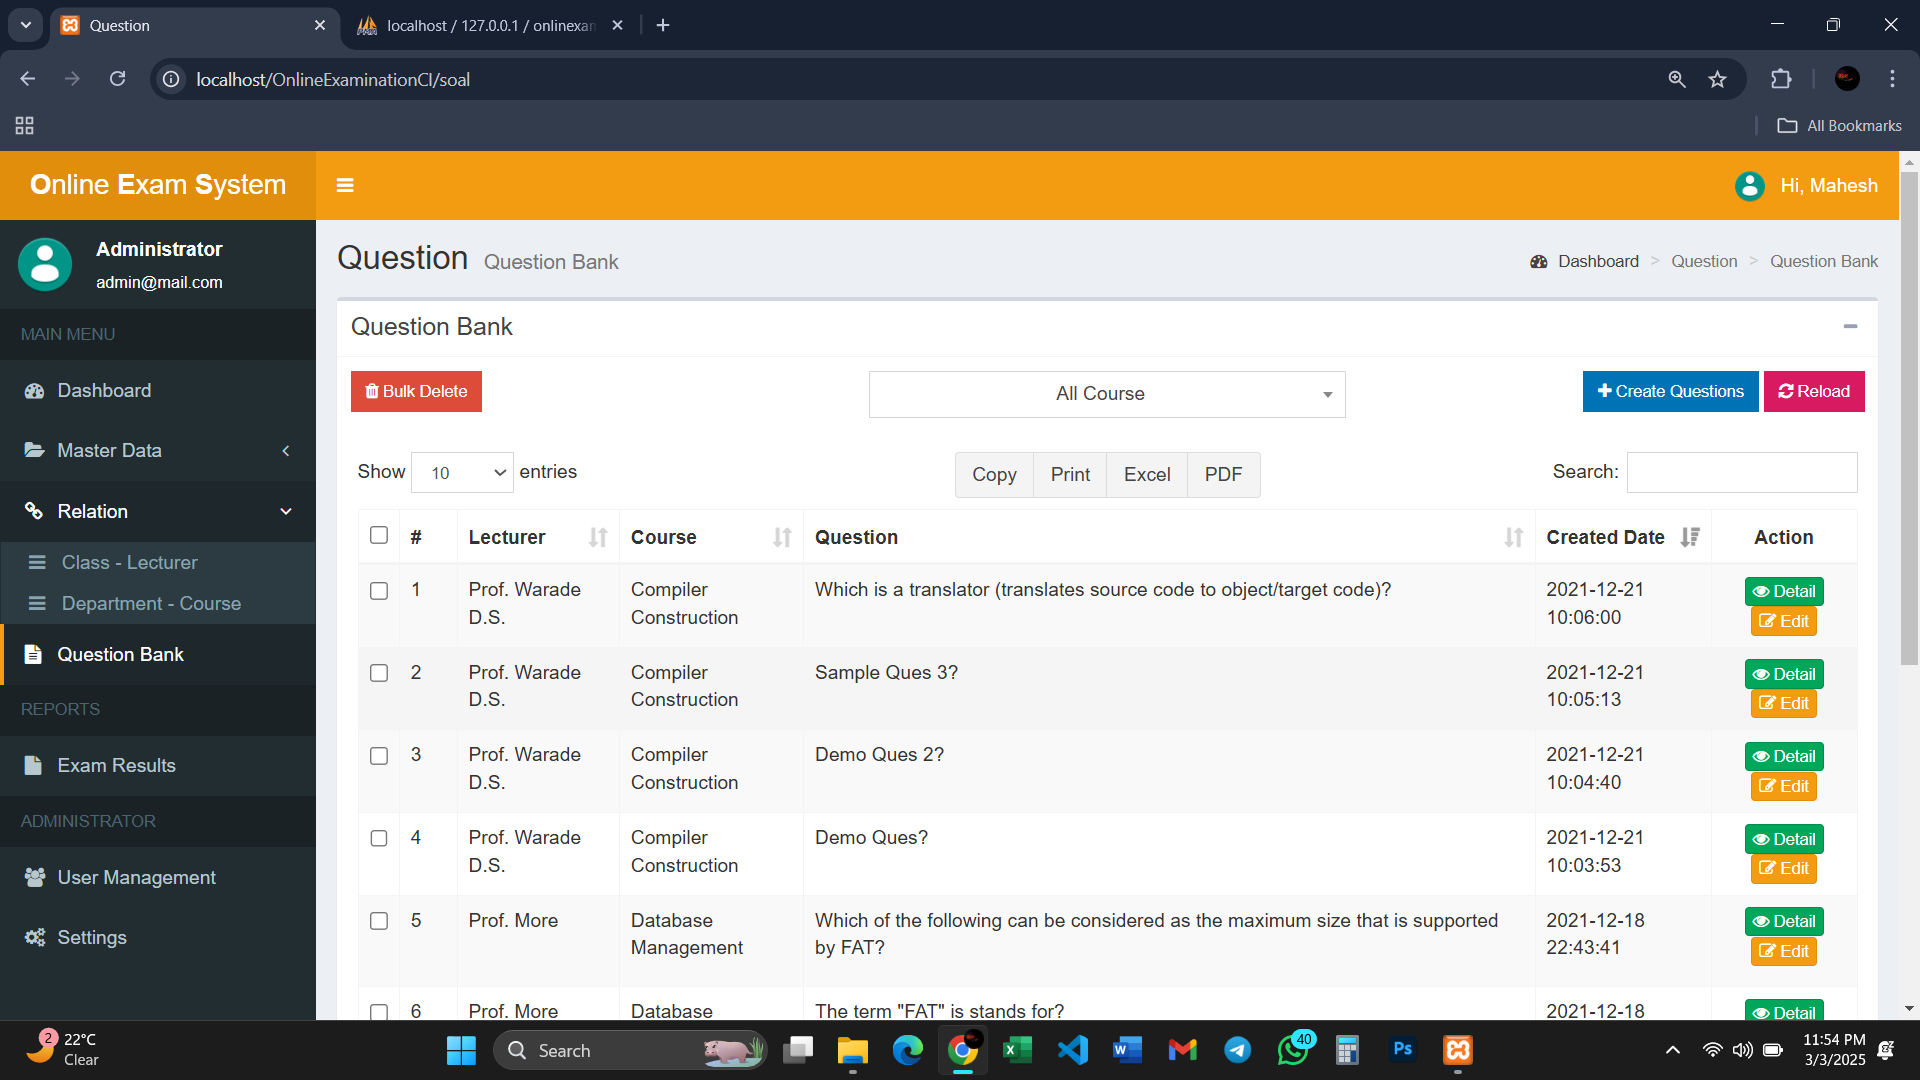 Question
localhost / 127.0.0.1 / onlinexan
localhost/OnlineExaminationCI/soal
All Bookmarks
Online Exam System
Hi, Mahesh
Administrator
admin@mail.com
MAIN MENU
Dashboard
Master Data
Relation
Class - Lecturer
Department - Course
Question Bank
REPORTS
Exam Results
ADMINISTRATOR
User Management
Settings
Question Question Bank
Dashboard > Question > Question Bank
Question Bank
Bulk Delete
All Course
Create Questions
Reload
Show 10 entries
Copy Print Excel PDF
Search:
# Lecturer Course Question Created Date Action
1 Prof. Warade Compiler Which is a translator (translates source code to object/target code)? 2021-12-21 Detail
D.S. Construction 10:06:00 Edit
2 Prof. Warade Compiler Sample Ques 3? 2021-12-21 Detail
D.S. Construction 10:05:13 Edit
3 Prof. Warade Compiler Demo Ques 2? 2021-12-21 Detail
D.S. Construction 10:04:40 Edit
4 Prof. Warade Compiler Demo Ques? 2021-12-21 Detail
D.S. Construction 10:03:53 Edit
5 Prof. More Database Which of the following can be considered as the maximum size that is supported 2021-12-18 Detail
Management by FAT? 22:43:41 Edit
6 Prof. More Database The term "FAT" is stands for? 2021-12-18 Detail
2
22°C
Clear
Search
40
Ps
11:54 PM
3/3/2025